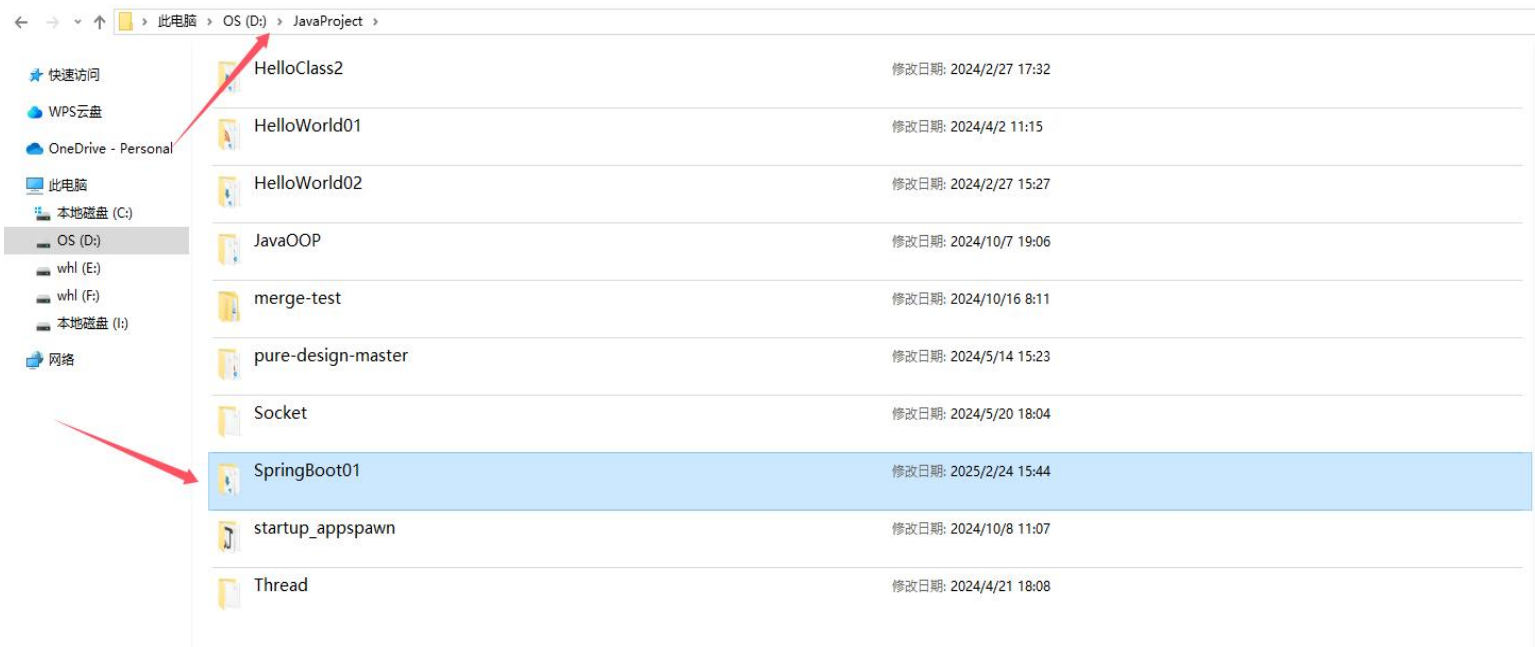 此电脑 > OS (D:) > JavaProject >
快速访问
WPS云盘
OneDrive - Personal
此电脑
本地磁盘 (C:)
OS (D:)
whl (E:)
whl (F:)
本地磁盘 (I:)
网络
HelloClass2 修改日期: 2024/2/27 17:32
HelloWorld01 修改日期: 2024/4/2 11:15
HelloWorld02 修改日期: 2024/2/27 15:27
JavaOOP 修改日期: 2024/10/7 19:06
merge-test 修改日期: 2024/10/16 8:11
pure-design-master 修改日期: 2024/5/14 15:23
Socket 修改日期: 2024/5/20 18:04
SpringBoot01 修改日期: 2025/2/24 15:44
startup_appspawn 修改日期: 2024/10/8 11:07
Thread 修改日期: 2024/4/21 18:08